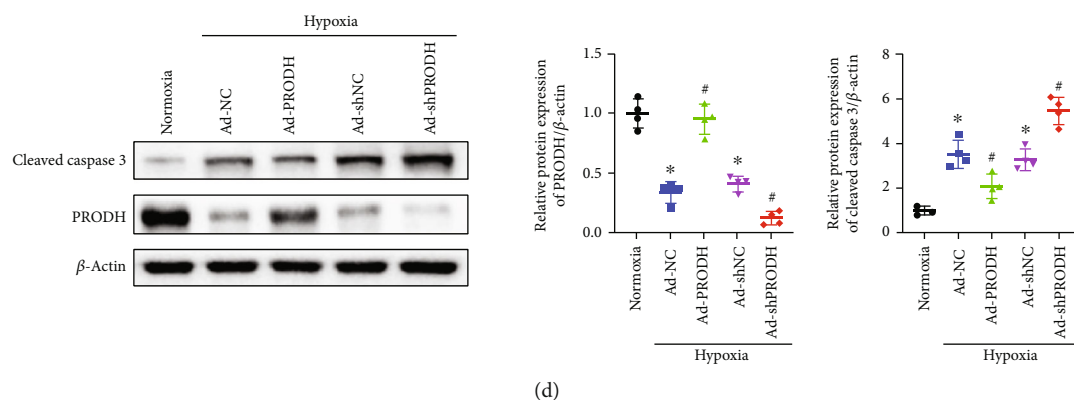 Hypoxia
Normoxia
Ad-NC
Ad-PRODH
Ad-shNC
Ad-shPRODH
Cleaved caspase 3
PRODH
β-Actin
Relative protein expression
of PRODH/β-actin
1.5
1.0
0.5
0.0
*
#
*
#
Normoxia
Ad-NC
Ad-PRODH
Ad-shNC
Ad-shPRODH
Hypoxia
Relative protein expression
of cleaved caspase 3/β-actin
8
6
4
2
0
*
#
*
#
Normoxia
Ad-NC
Ad-PRODH
Ad-shNC
Ad-shPRODH
Hypoxia
(d)